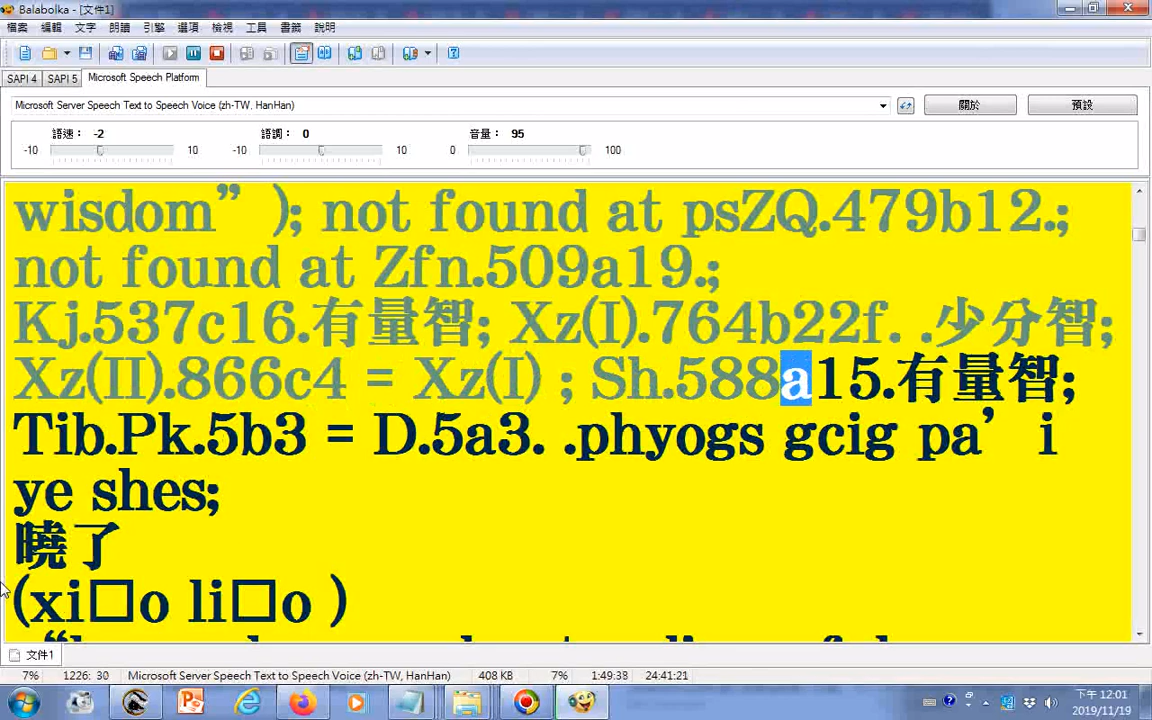 Balabolka - [文件1]
檔案 編輯 文字 朗讀 引擎 選項 檢視 工具 書籤 說明
SAPI 4 SAPI 5 Microsoft Speech Platform
Microsoft Server Speech Text to Speech Voice (zh-TW, HanHan) 關於 預設
語速： -2 語調： 0 音量： 95
-10 10 -10 10 0 100
wisdom”); not found at psZQ.479b12.;
not found at Zfn.509a19.;
Kj.537c16.有量智; Xz(I).764b22f. .少分智;
Xz(II).866c4 = Xz(I) ; Sh.588a15.有量智;
Tib.Pk.5b3 = D.5a3. .phyogs gcig pa’i
ye shes;
曉了
(xi□o li□o )
文件1
7% 1226: 30 Microsoft Server Speech Text to Speech Voice (zh-TW, HanHan) 408 KB 7% 1:49:38 24:41:21
下午 12:01
2019/11/19